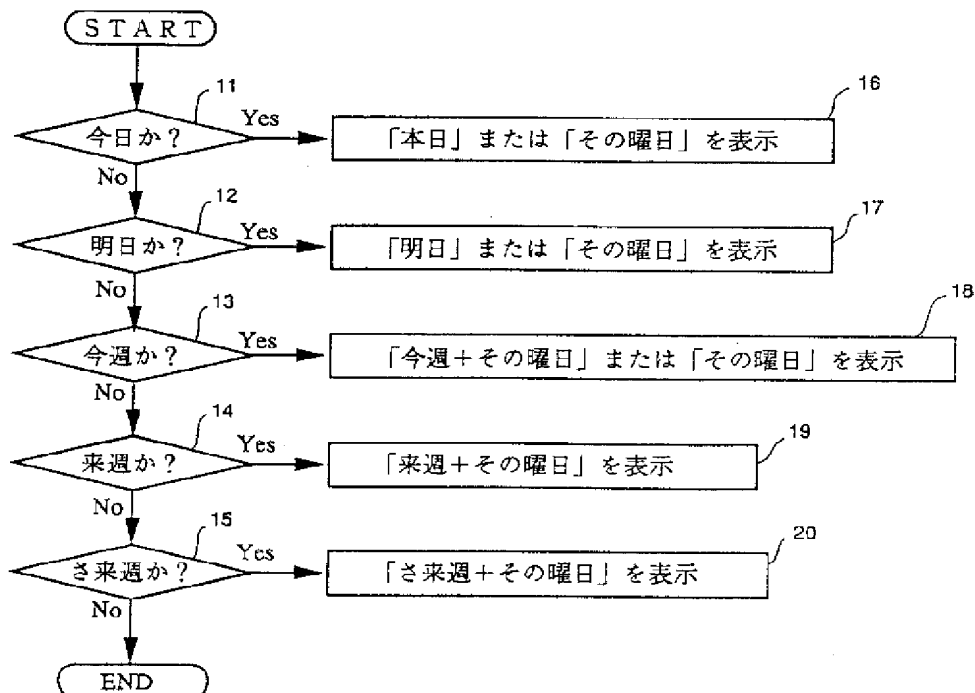 START
11
今日か？
Yes
16
「本日」または「その曜日」を表示
No
12
明日か？
Yes
17
「明日」または「その曜日」を表示
No
13
今週か？
Yes
18
「今週＋その曜日」または「その曜日」を表示
No
14
来週か？
Yes
19
「来週＋その曜日」を表示
No
15
さ来週か？
Yes
20
「さ来週＋その曜日」を表示
No
END